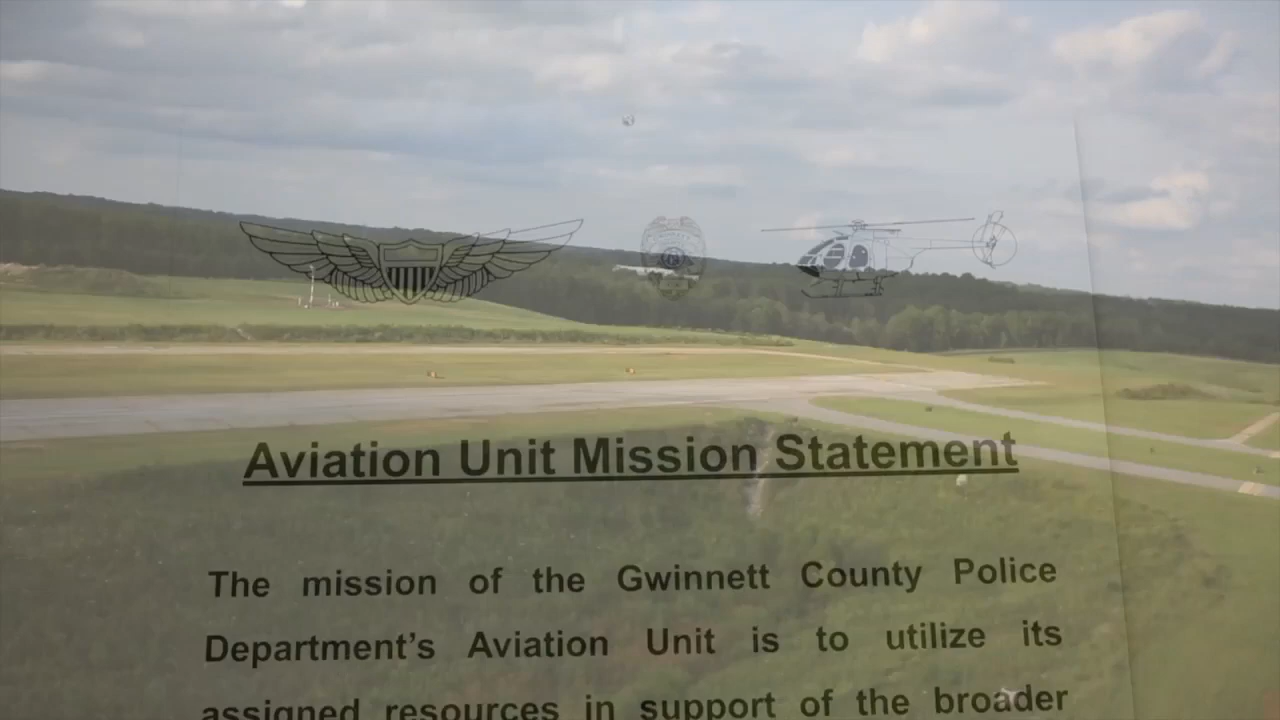 Aviation Unit Mission Statement
The mission of the Gwinnett County Police
Department's Aviation Unit is to utilize its
assigned resources in support of the broader